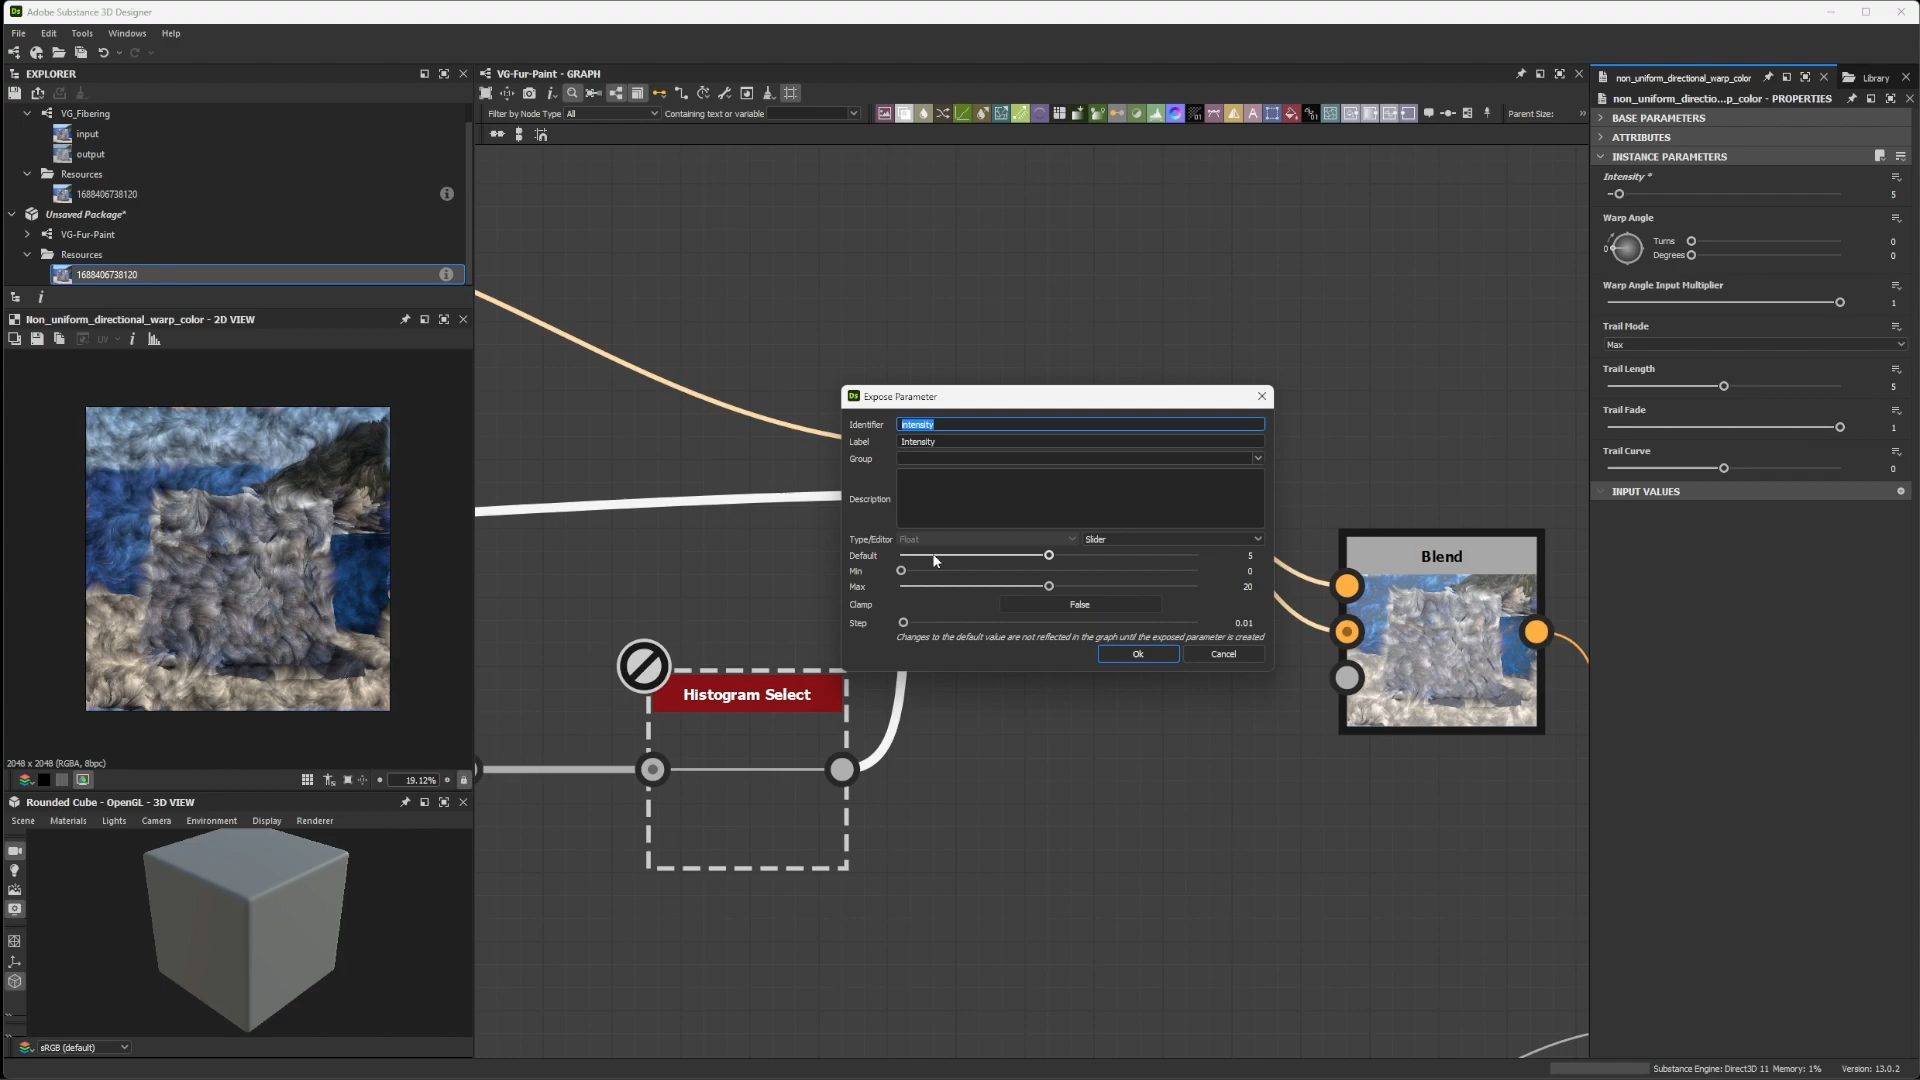 Adobe Substance 3D Designer
File Edit Tools Windows Help
EXPLORER
VG_Fibering
input
output
Resources
1688406738120
Unsaved Package*
VG-Fur-Paint
Resources
1688406738120
Non_uniform_directional_warp_color - 2D VIEW
UV
2048 x 2048 (RGBA, 8bpc)
19.12%
Rounded Cube - OpenGL - 3D VIEW
Scene Materials Lights Camera Environment Display Renderer
sRGB (default)
VG-Fur-Paint - GRAPH
Filter by Node Type All Containing text or variable Parent Size: »
Expose Parameter
Identifier intensity
Label Intensity
Group
Description
Type/Editor Float Slider
Default 5
Min 0
Max 20
Clamp False
Step 0.01
Changes to the default value are not reflected in the graph until the exposed parameter is created
Ok Cancel
Histogram Select
Blend
non_uniform_directional_warp_color Library
non_uniform_directio...p_color - PROPERTIES
BASE PARAMETERS
ATTRIBUTES
INSTANCE PARAMETERS
Intensity *
5
Warp Angle
0 Turns 0
Degrees 0
Warp Angle Input Multiplier
1
Trail Mode
Max
Trail Length
5
Trail Fade
1
Trail Curve
0
INPUT VALUES
Substance Engine: Direct3D 11 Memory: 1% Version: 13.0.2